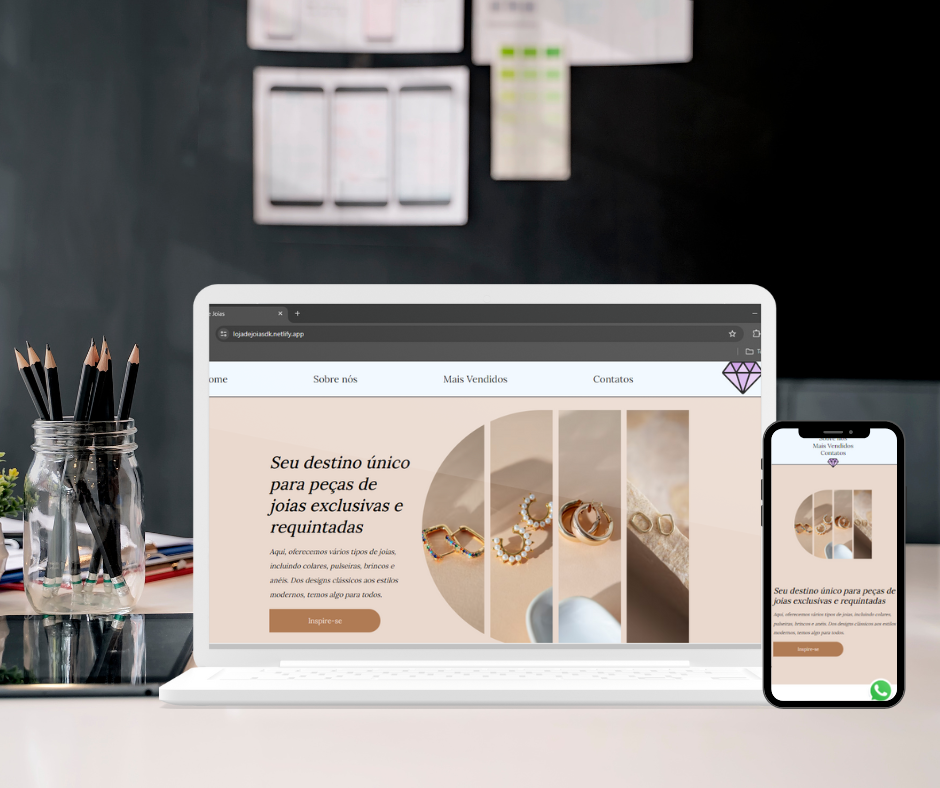 Joias
lojadejoiasdk.netlify.app
ome
Sobre nós
Mais Vendidos
Contatos
Seu destino único
para peças de
joias exclusivas e
requintadas
Aqui, oferecemos vários tipos de joias,
incluindo colares, pulseiras, brincos e
anéis. Dos designs clássicos aos estilos
modernos, temos algo para todos.
Inspire-se
Mais Vendidos
Contatos
Seu destino único para peças de
joias exclusivas e requintadas
Aqui, oferecemos vários tipos de joias, incluindo colares,
pulseiras, brincos e anéis. Dos designs clássicos aos estilos
modernos, temos algo para todos.
Inspire-se